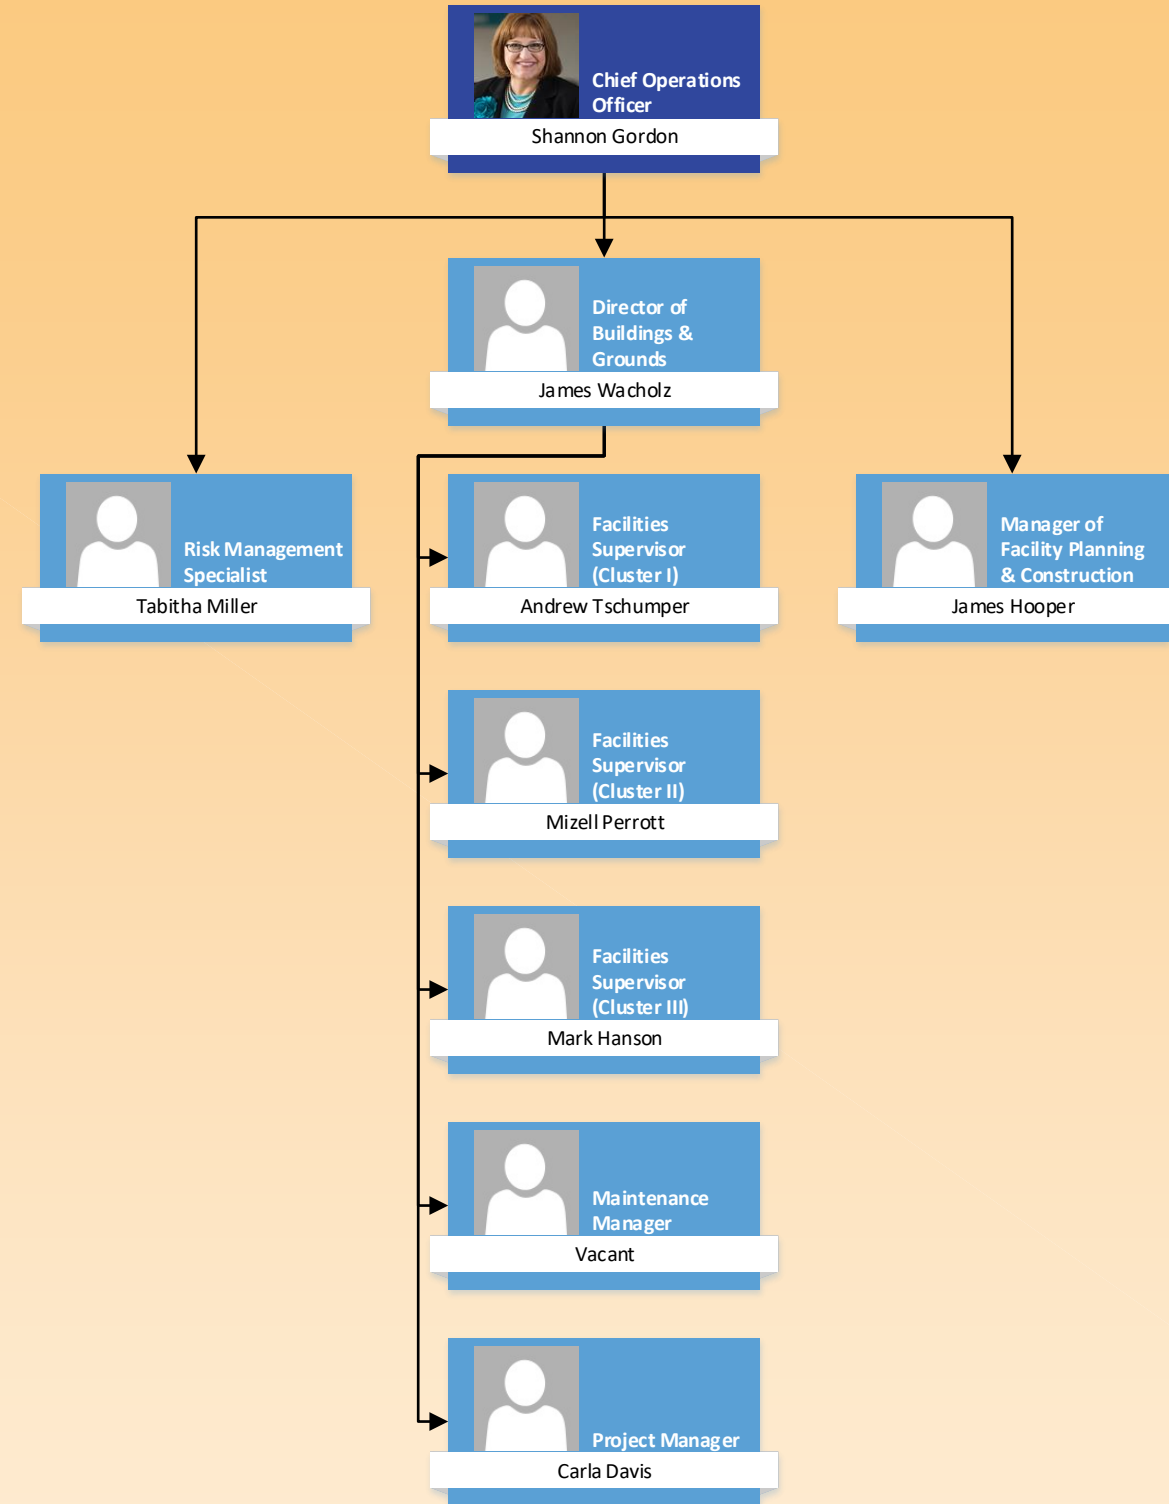 Chief Operations
Officer
Shannon Gordon
Director of
Buildings &
Grounds
James Wacholz
Risk Management
Specialist
Tabitha Miller
Facilities
Supervisor
(Cluster I)
Andrew Tschumper
Manager of
Facility Planning
& Construction
James Hooper
Facilities
Supervisor
(Cluster II)
Mizell Perrott
Facilities
Supervisor
(Cluster III)
Mark Hanson
Maintenance
Manager
Vacant
Project Manager
Carla Davis